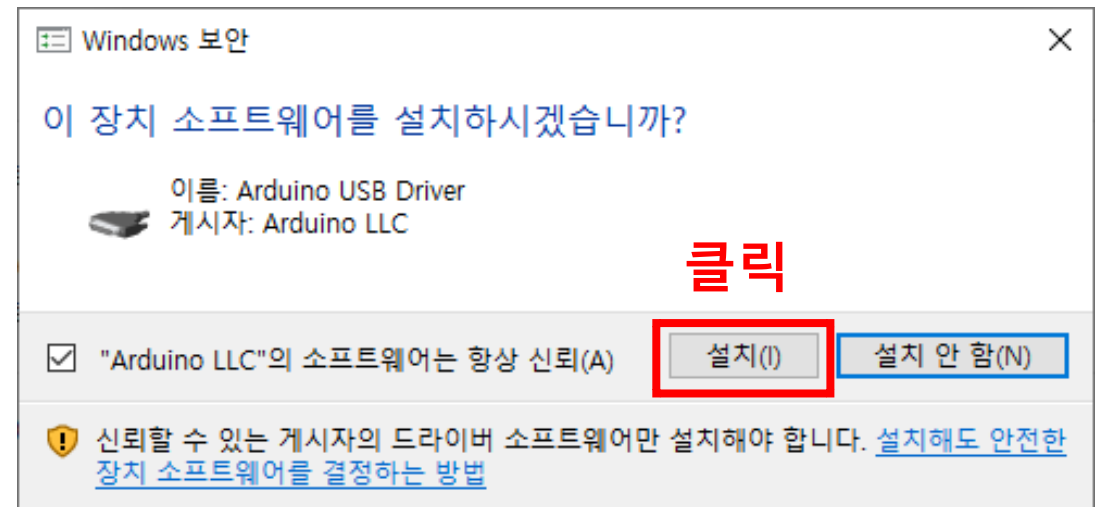 Windows 보안
이 장치 소프트웨어를 설치하시겠습니까?
이름: Arduino USB Driver
게시자: Arduino LLC
클릭
"Arduino LLC"의 소프트웨어는 항상 신뢰(A)
설치(I)
설치 안 함(N)
신뢰할 수 있는 게시자의 드라이버 소프트웨어만 설치해야 합니다. 설치해도 안전한
장치 소프트웨어를 결정하는 방법